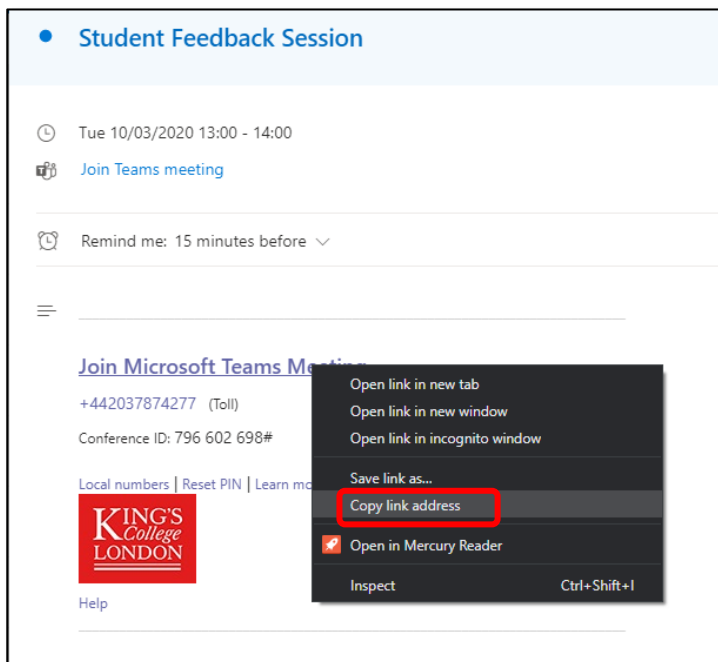 Student Feedback Session
Tue 10/03/2020 13:00 - 14:00
Join Teams meeting
Remind me: 15 minutes before
Join Microsoft Teams Meeting
+442037874277 (Toll)
Conference ID: 796 602 698#
Local numbers | Reset PIN | Learn mo
KING'S
College
LONDON
Help
Open link in new tab
Open link in new window
Open link in incognito window
Save link as...
Copy link address
Open in Mercury Reader
Inspect Ctrl+Shift+I